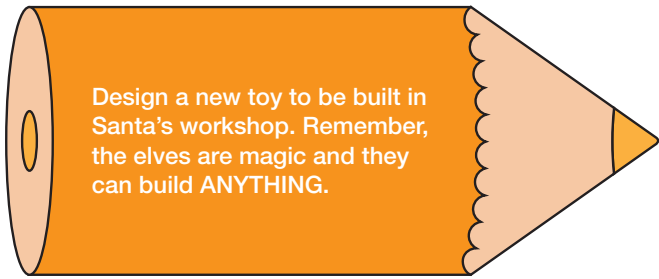 Design a new toy to be built in
Santa’s workshop. Remember,
the elves are magic and they
can build ANYTHING.